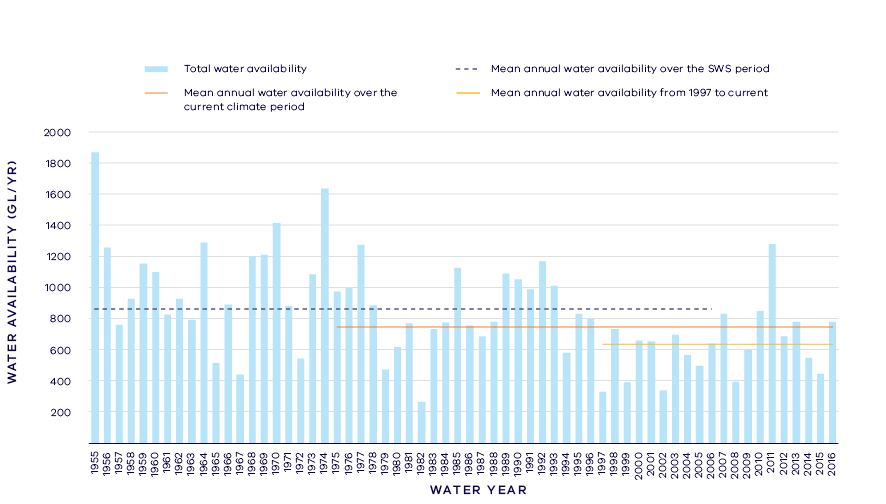 Total water availability
Mean annual water availability over the SWS period
Mean annual water availability over the
current climate period
Mean annual water availability from 1997 to current
WATER AVAILABILITY (GL/YR)
2000
1800
1600
1400
1200
1000
800
600
400
200
1955 1956 1957 1958 1959 1960 1961 1962 1963 1964 1965 1966 1967 1968 1969 1970 1971 1972 1973 1974 1975 1976 1977 1978 1979 1980 1981 1982 1983 1984 1985 1986 1987 1988 1989 1990 1991 1992 1993 1994 1995 1996 1997 1998 1999 2000 2001 2002 2003 2004 2005 2006 2007 2008 2009 2010 2011 2012 2013 2014 2015 2016
WATER YEAR